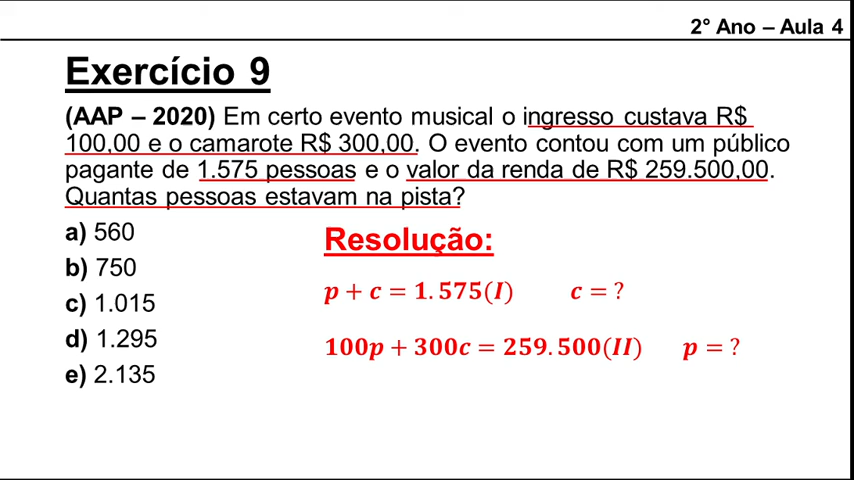 2° Ano – Aula 4
Exercício 9
(AAP – 2020) Em certo evento musical o ingresso custava R$
100,00 e o camarote R$ 300,00. O evento contou com um público
pagante de 1.575 pessoas e o valor da renda de R$ 259.500,00.
Quantas pessoas estavam na pista?
a) 560
b) 750
c) 1.015
d) 1.295
e) 2.135
Resolução:
p + c = 1.575(I) c = ?
100p + 300c = 259.500(II) p = ?